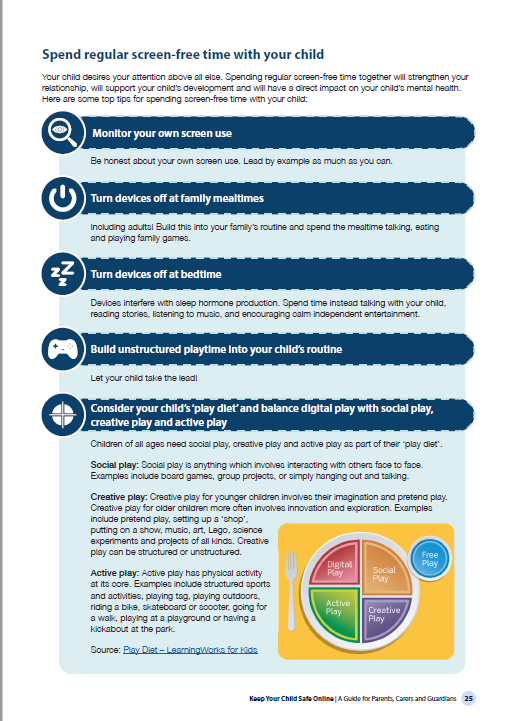 Spend regular screen-free time with your child
Your child desires your attention above all else. Spending regular screen-free time together will strengthen your
relationship, will support your child's development and will have a direct impact on your child's mental health.
Here are some top tips for spending screen-free time with your child:
Monitor your own screen use
Be honest about your own screen use. Lead by example as much as you can.
Turn devices off at family mealtimes
Including adults! Build this into your family's routine and spend the mealtime talking, eating
and playing family games.
zzz
Turn devices off at bedtime
Devices interfere with sleep hormone production. Spend time instead talking with your child,
reading stories, listening to music, and encouraging calm independent entertainment.
Build unstructured playtime into your child's routine
Let your child take the lead!
Consider your child's 'play diet' and balance digital play with social play,
creative play and active play
Children of all ages need social play, creative play and active play as part of their 'play diet'.
Social play: Social play is anything which involves interacting with others face to face.
Examples include board games, group projects, or simply hanging out and talking.
Creative play: Creative play for younger children involves their imagination and pretend play.
Creative play for older children more often involves innovation and exploration. Examples
include pretend play, setting up a 'shop',
putting on a show, music, art, Lego, science
experiments and projects of all kinds. Creative
play can be structured or unstructured.
Active play: Active play has physical activity
at its core. Examples include structured sports
and activities, playing tag, playing outdoors,
riding a bike, skateboard or scooter, going for
a walk, playing at a playground or having a
kickabout at the park.
Source: Play Diet – LearningWorks for Kids
Digital
Play
Social
Play
Free
Play
Active
Play
Creative
Play
Keep Your Child Safe Online | A Guide for Parents, Carers and Guardians 25